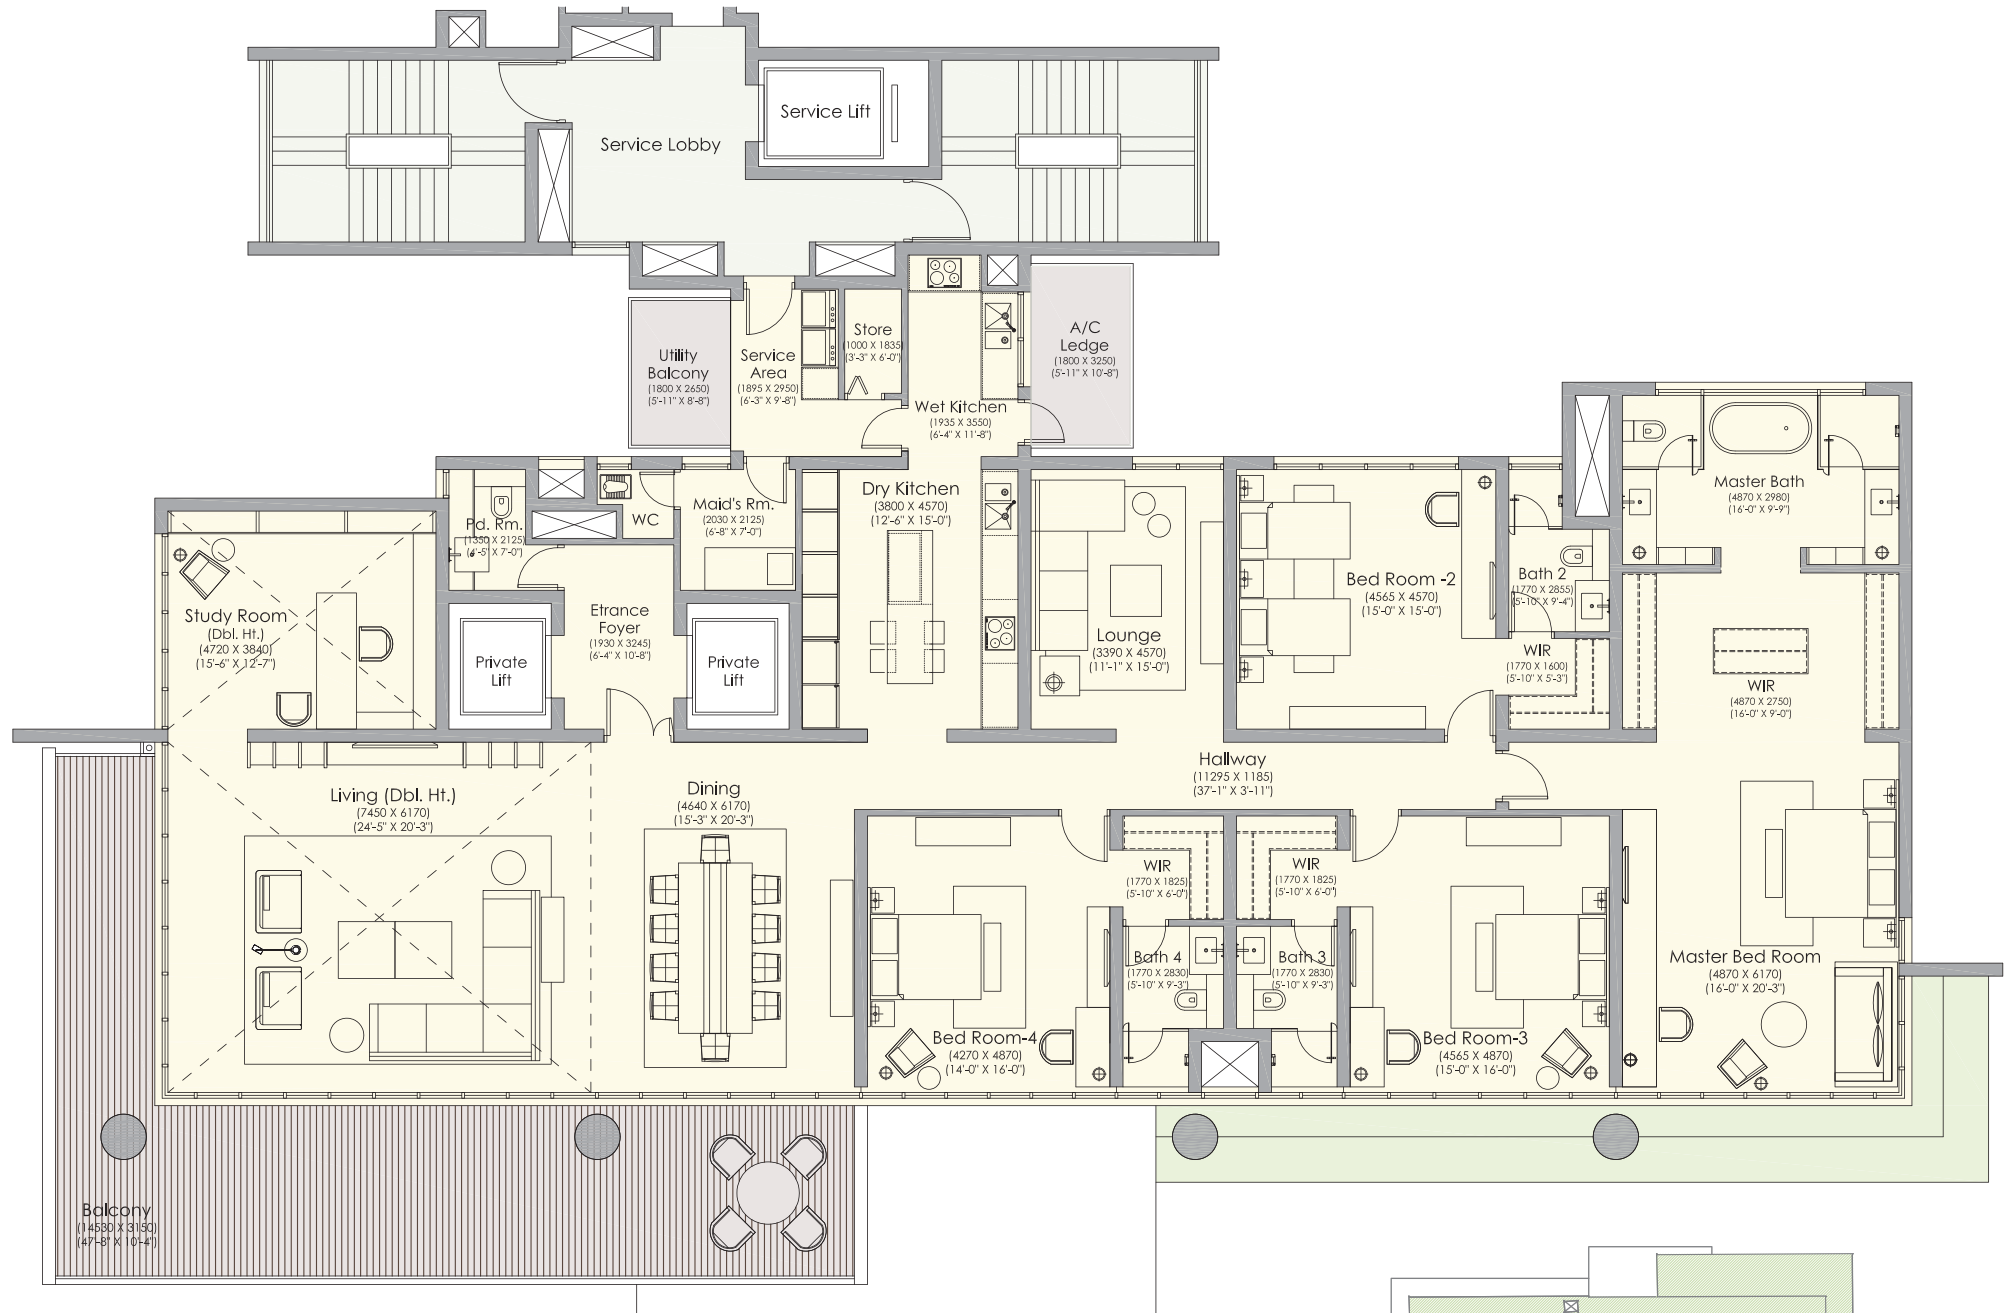 Service Lift
Service Lobby
Store
(1000 X 1835)
(3'-3" X 6'-0")
A/C
Ledge
(1800 X 3250)
(5'-11" X 10'-8")
Utility
Balcony
(1800 X 2650)
(5'-11" X 8'-8")
Service
Area
(1895 X 2950)
(6'-3" X 9'-8")
Wet Kitchen
(1935 X 3550)
(6'-4" X 11'-8")
Pd. Rm.
(1350 X 2125)
(4'-5" X 7'-0")
WC
Maid's Rm.
(2030 X 2125)
(6'-8" X 7'-0")
Dry Kitchen
(3800 X 4570)
(12'-6" X 15'-0")
Master Bath
(4870 X 2980)
(16'-0" X 9'-9")
Study Room
(Dbl. Ht.)
(4720 X 3840)
(15'-6" X 12'-7")
Private
Lift
Etrance
Foyer
(1930 X 3245)
(6'-4" X 10'-8")
Private
Lift
Lounge
(3390 X 4570)
(11'-1" X 15'-0")
Bed Room -2
(4565 X 4570)
(15'-0" X 15'-0")
Bath 2
(1770 X 2855)
(5'-10" X 9'-4")
WIR
(1770 X 1600)
(5'-10" X 5'-3")
WIR
(4870 X 2750)
(16'-0" X 9'-0")
Living (Dbl. Ht.)
(7450 X 6170)
(24'-5" X 20'-3")
Dining
(4640 X 6170)
(15'-3" X 20'-3")
Hallway
(11295 X 1185)
(37'-1" X 3'-11")
WIR
(1770 X 1825)
(5'-10" X 6'-0")
WIR
(1770 X 1825)
(5'-10" X 6'-0")
Bath 4
(1770 X 2830)
(5'-10" X 9'-3")
Bath 3
(1770 X 2830)
(5'-10" X 9'-3")
Master Bed Room
(4870 X 6170)
(16'-0" X 20'-3")
Bed Room-4
(4270 X 4870)
(14'-0" X 16'-0")
Bed Room-3
(4565 X 4870)
(15'-0" X 16'-0")
Balcony
(14530 X 3150)
(47'-8" X 10'-4")